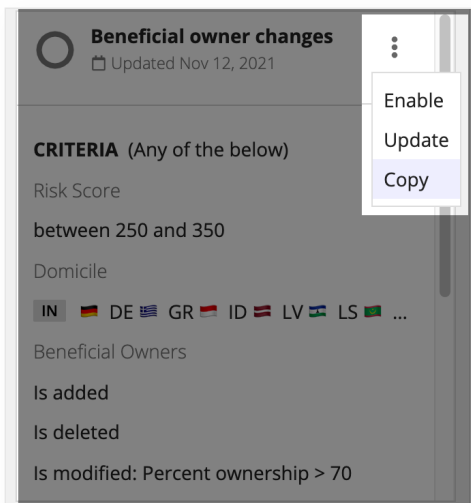 Beneficial owner changes
Updated Nov 12, 2021
Enable
Update
Copy
CRITERIA (Any of the below)
Risk Score
between 250 and 350
Domicile
IN DE GR ID LV LS ...
Beneficial Owners
Is added
Is deleted
Is modified: Percent ownership > 70